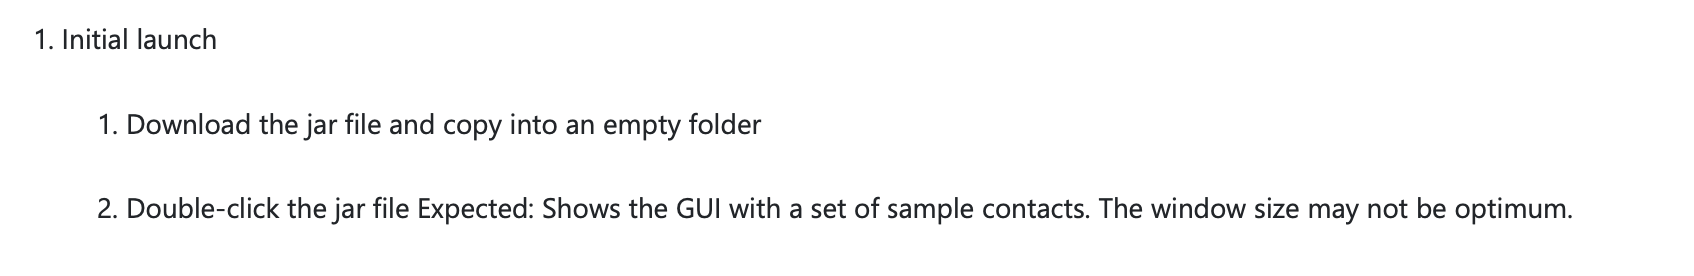 1. Initial launch
1. Download the jar file and copy into an empty folder
2. Double-click the jar file Expected: Shows the GUI with a set of sample contacts. The window size may not be optimum.